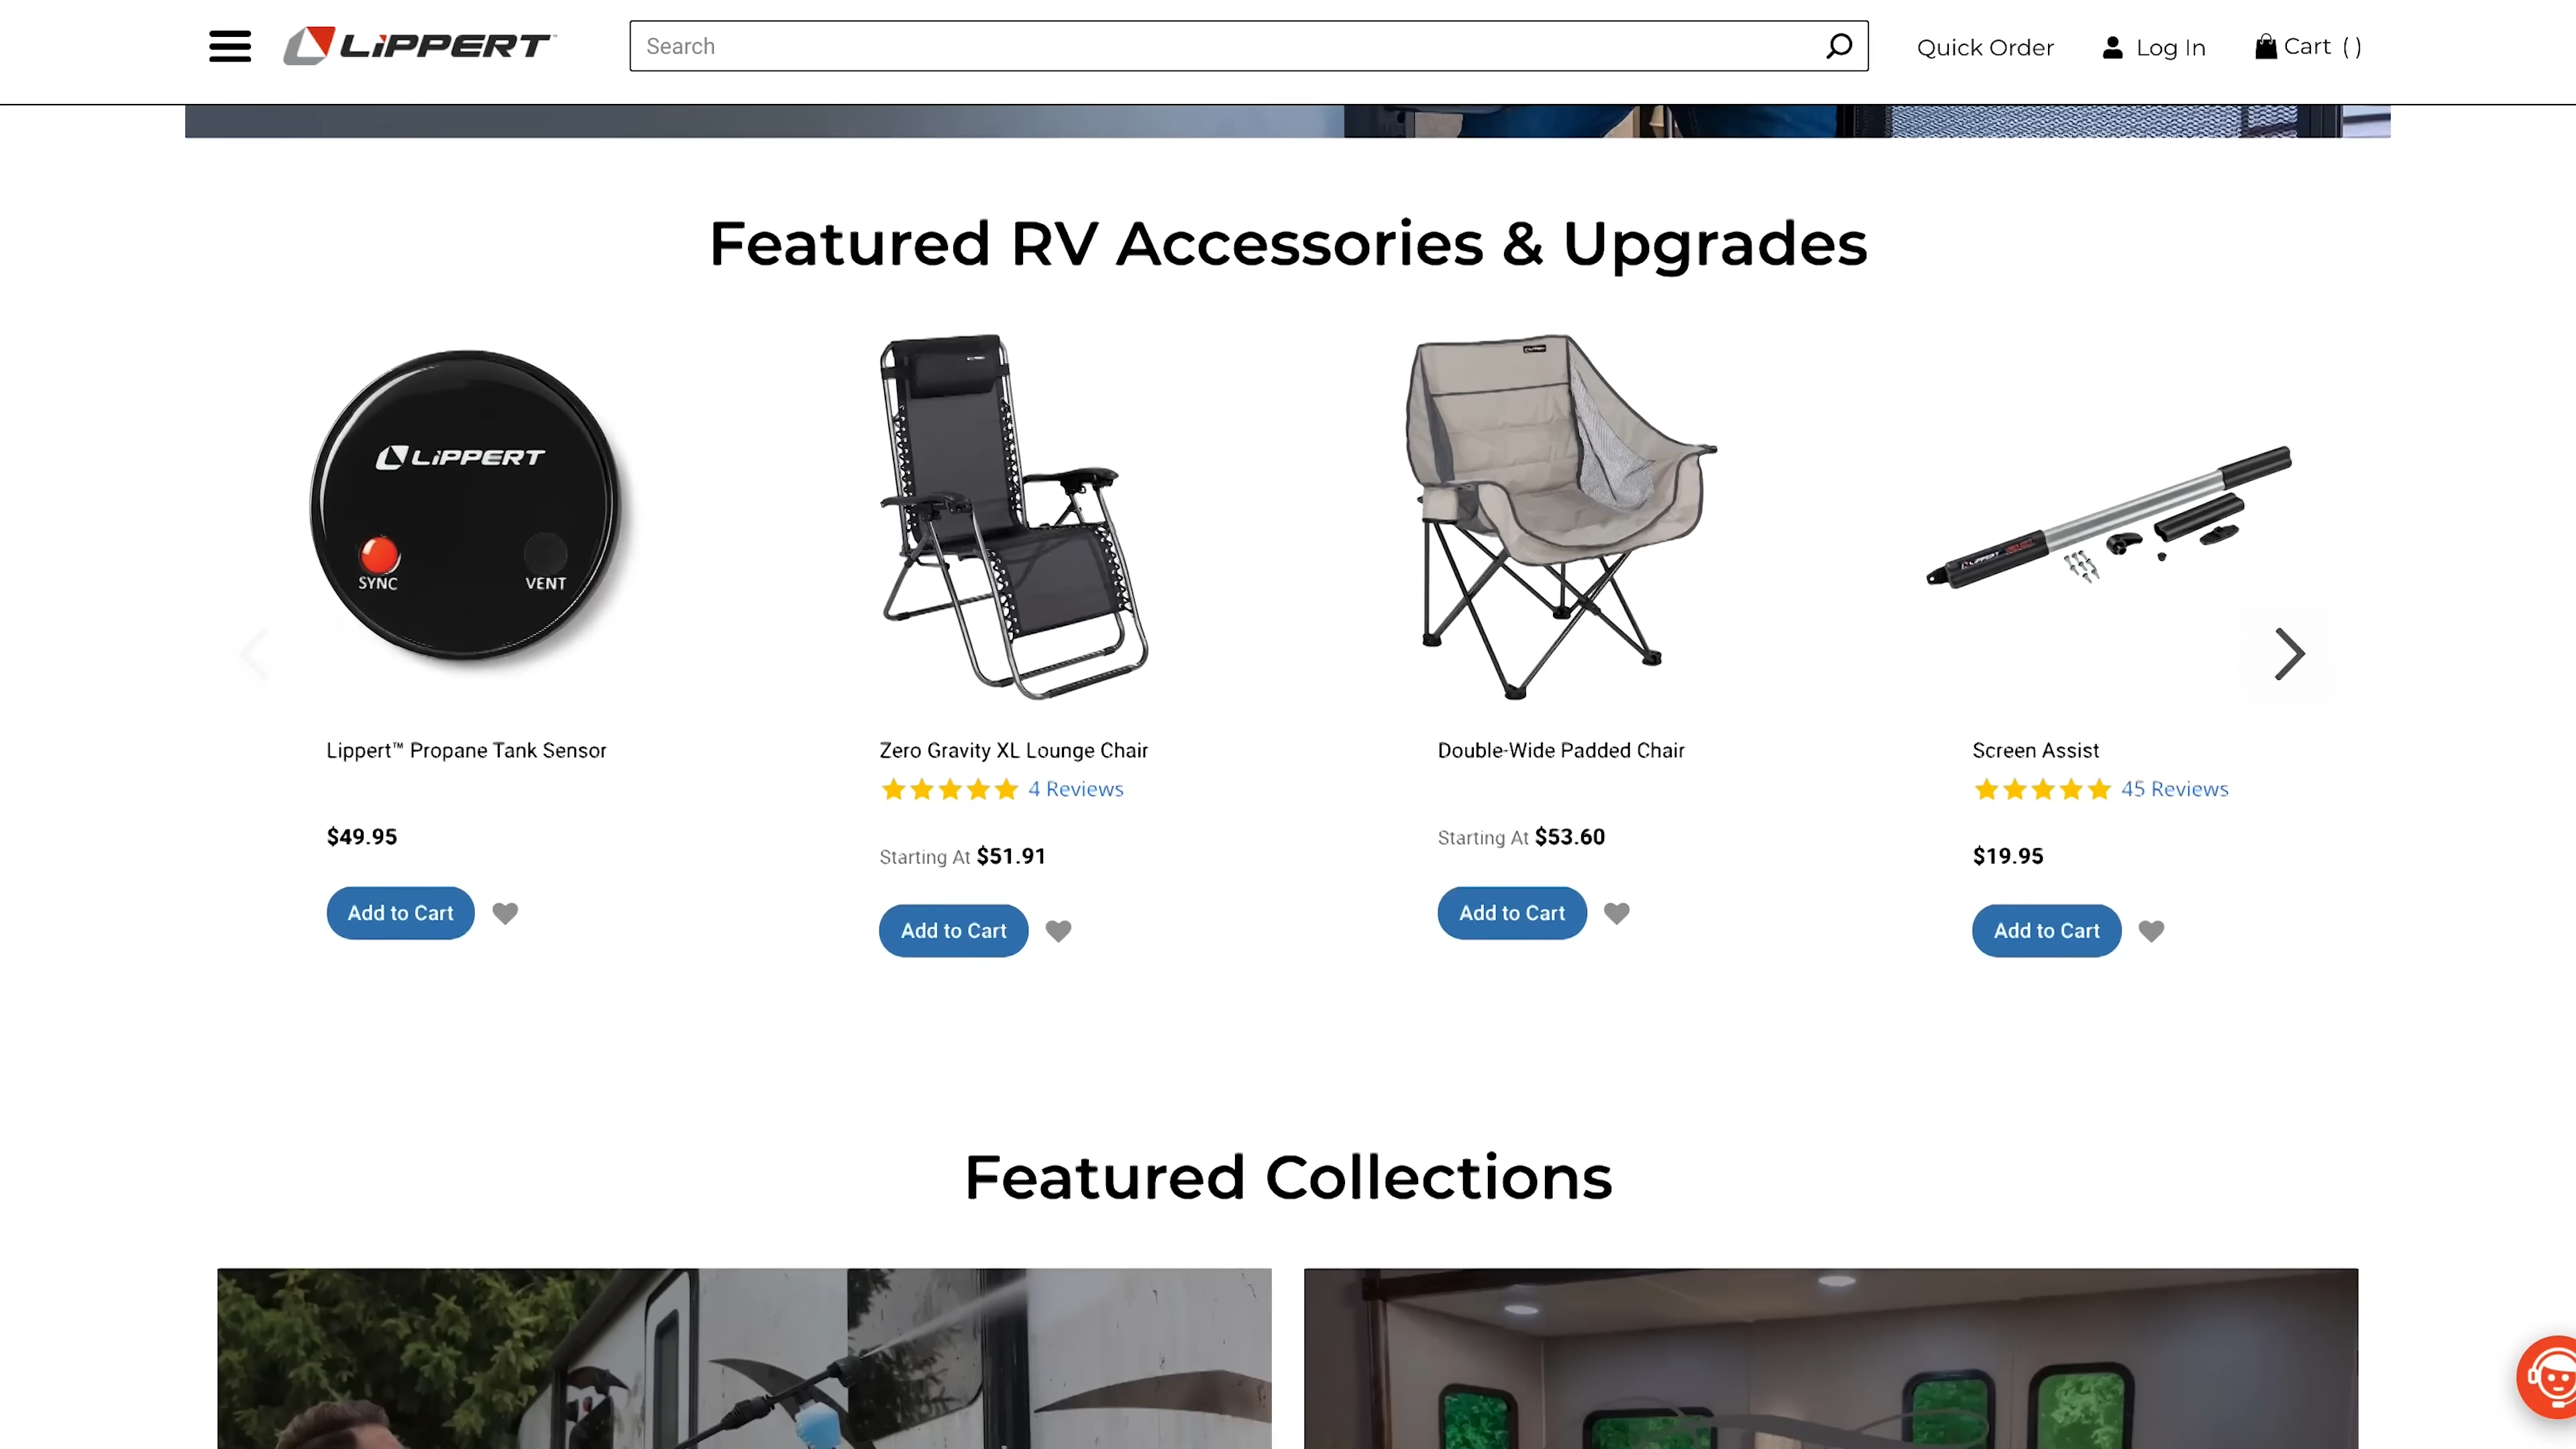 LIPPERT™
Search
Quick Order
Log In
Cart ( )
Featured RV Accessories & Upgrades
LIPPERT
SYNC
VENT
Lippert™ Propane Tank Sensor
$49.95
Add to Cart
Zero Gravity XL Lounge Chair
4 Reviews
Starting At $51.91
Add to Cart
Double-Wide Padded Chair
Starting At $53.60
Add to Cart
LIPPERT
Screen Assist
45 Reviews
$19.95
Add to Cart
Featured Collections